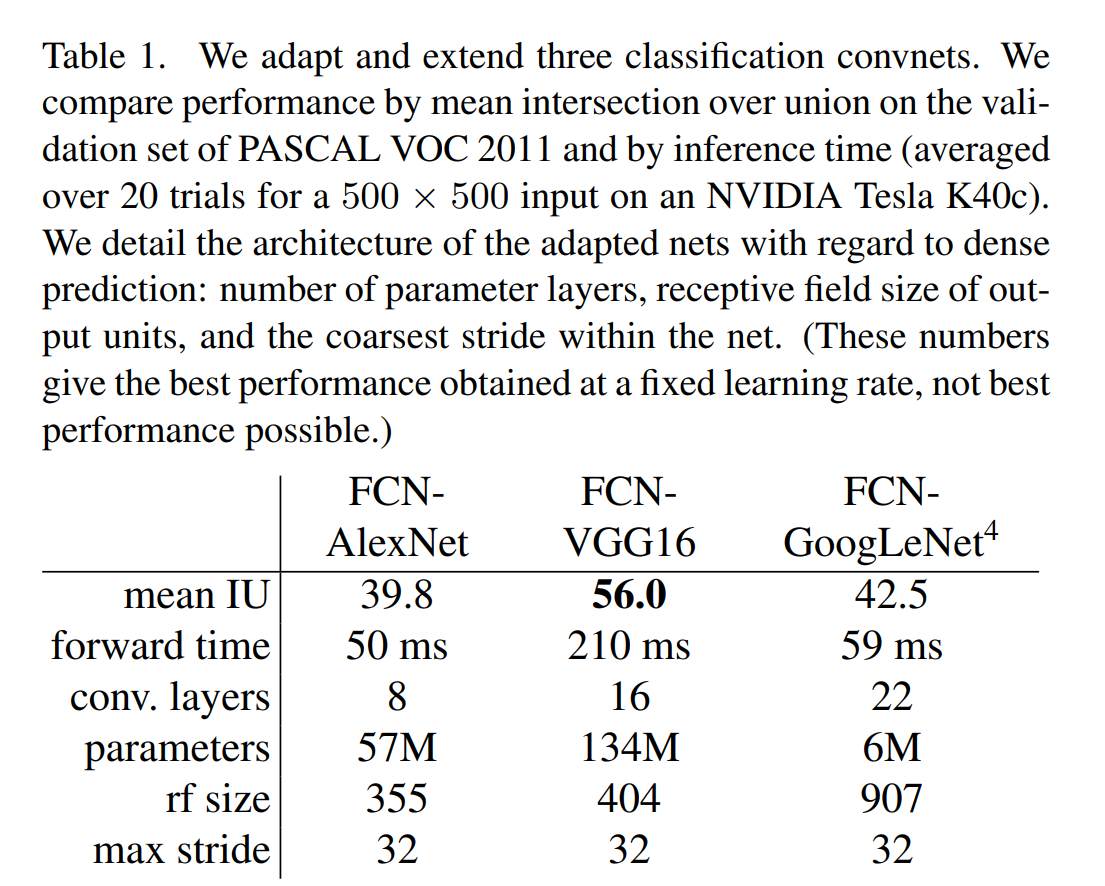 Table 1. We adapt and extend three classification convnets. We
compare performance by mean intersection over union on the vali-
dation set of PASCAL VOC 2011 and by inference time (averaged
over 20 trials for a 500 × 500 input on an NVIDIA Tesla K40c).
We detail the architecture of the adapted nets with regard to dense
prediction: number of parameter layers, receptive field size of out-
put units, and the coarsest stride within the net. (These numbers
give the best performance obtained at a fixed learning rate, not best
performance possible.)
FCN- FCN- FCN-
AlexNet VGG16 GoogLeNet⁴
mean IU 39.8 56.0 42.5
forward time 50 ms 210 ms 59 ms
conv. layers 8 16 22
parameters 57M 134M 6M
rf size 355 404 907
max stride 32 32 32